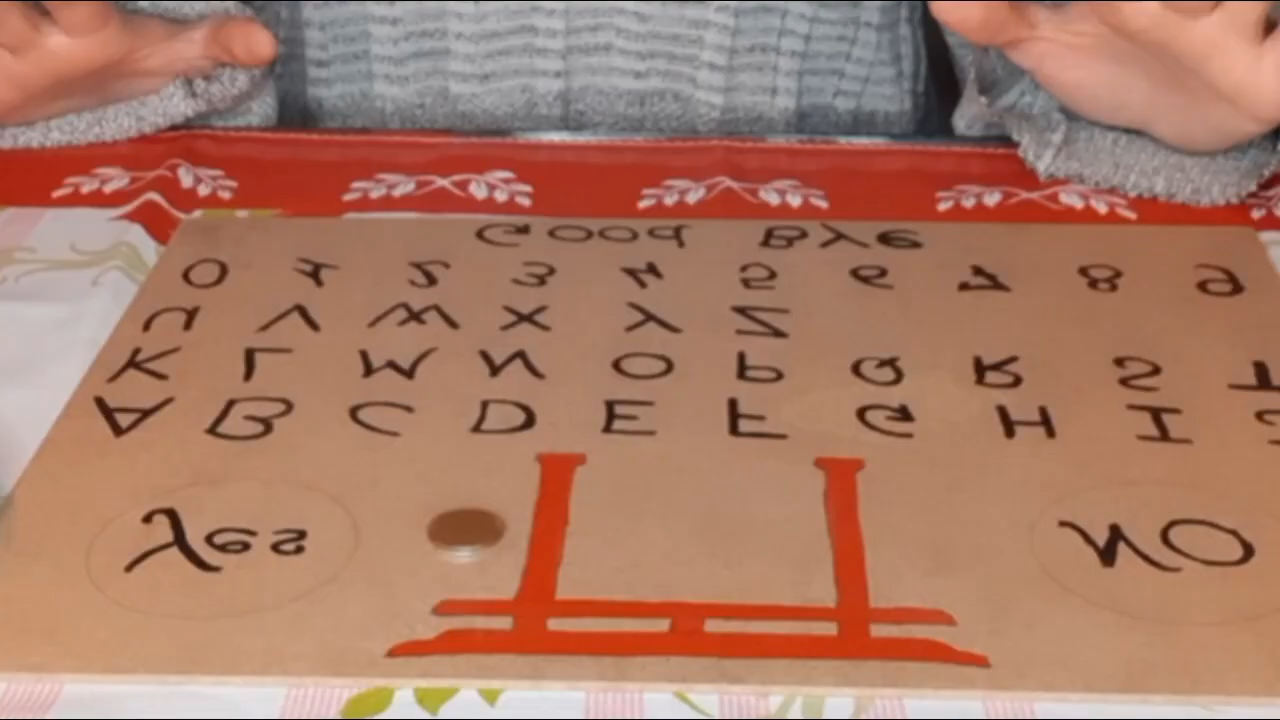 Yes NO
A B C D E F G H I
K L M N O P Q R S T
U V W X Y Z
0 1 2 3 4 5 6 7 8 9
Good Bye